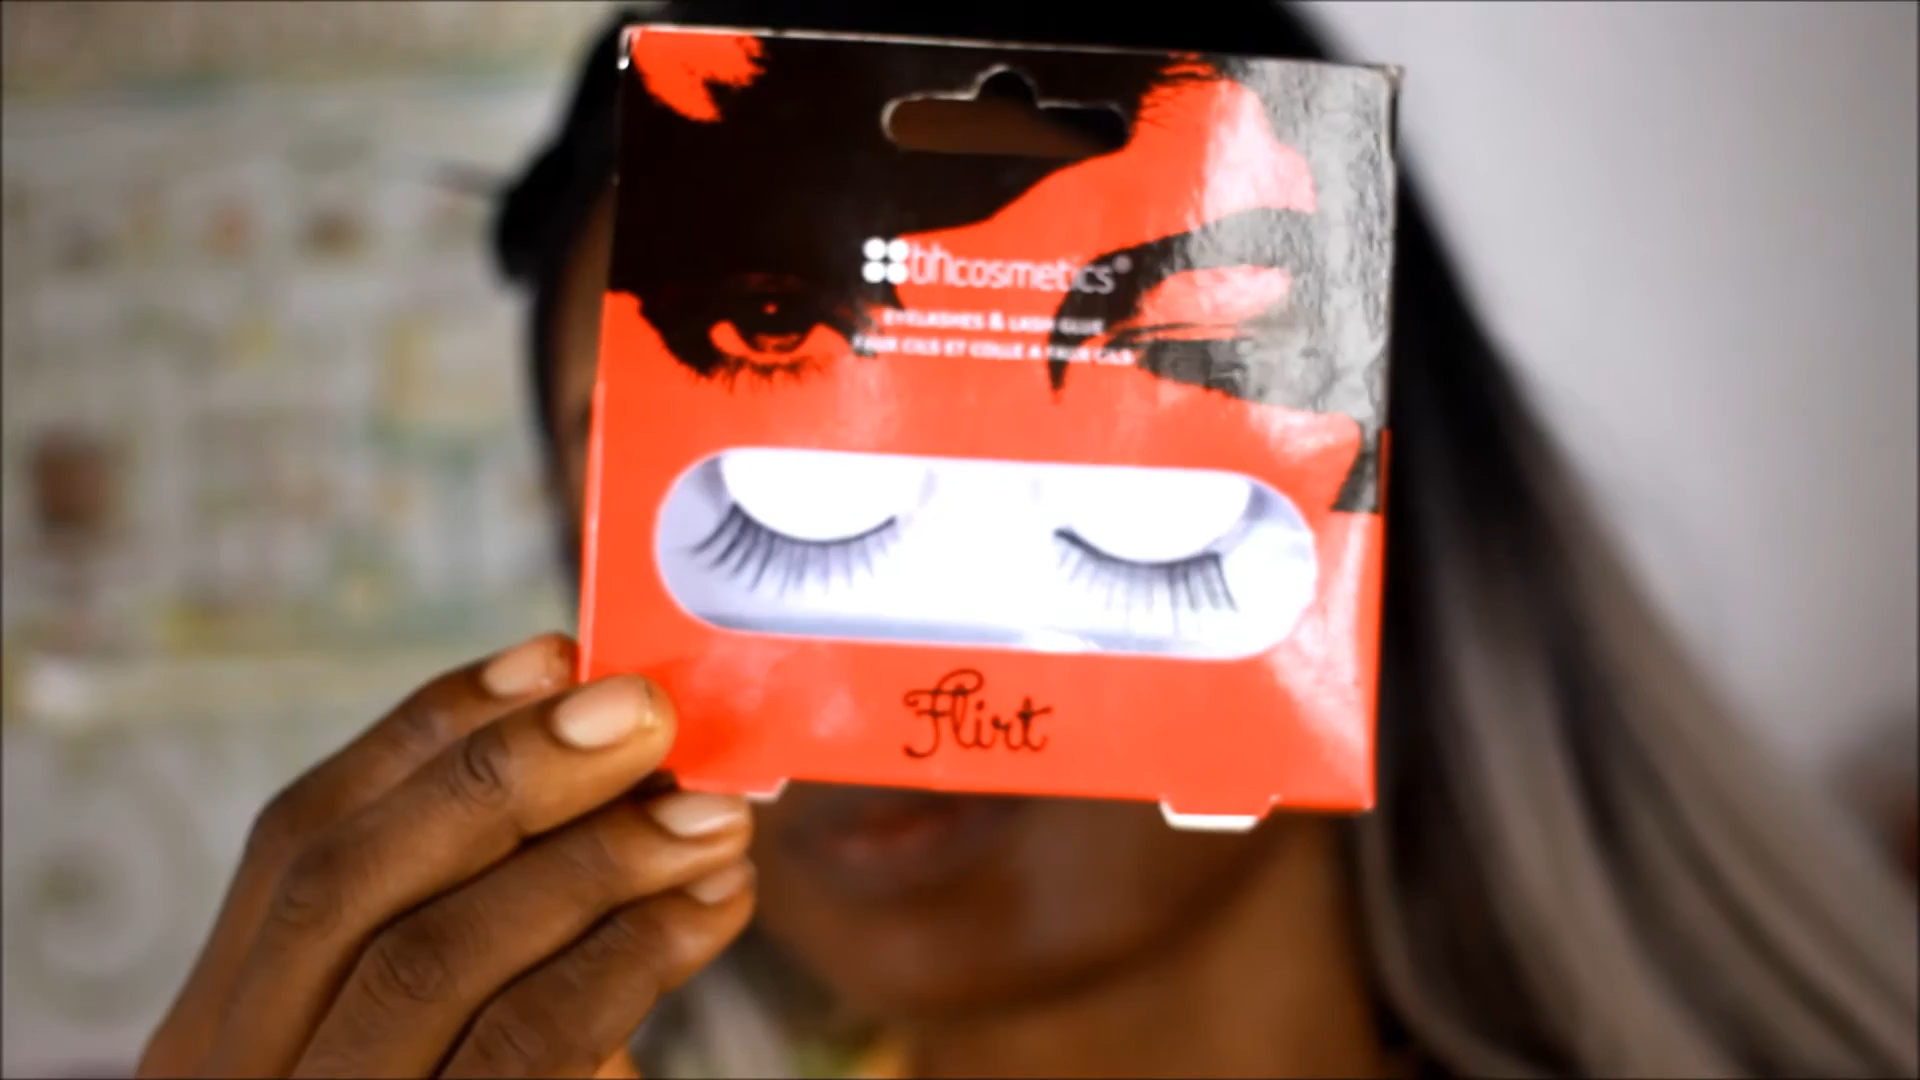 bhcosmetics®
EYELASHES & LASH GLUE
FAUX CILS ET COLLE A FAUX CILS
Flirt